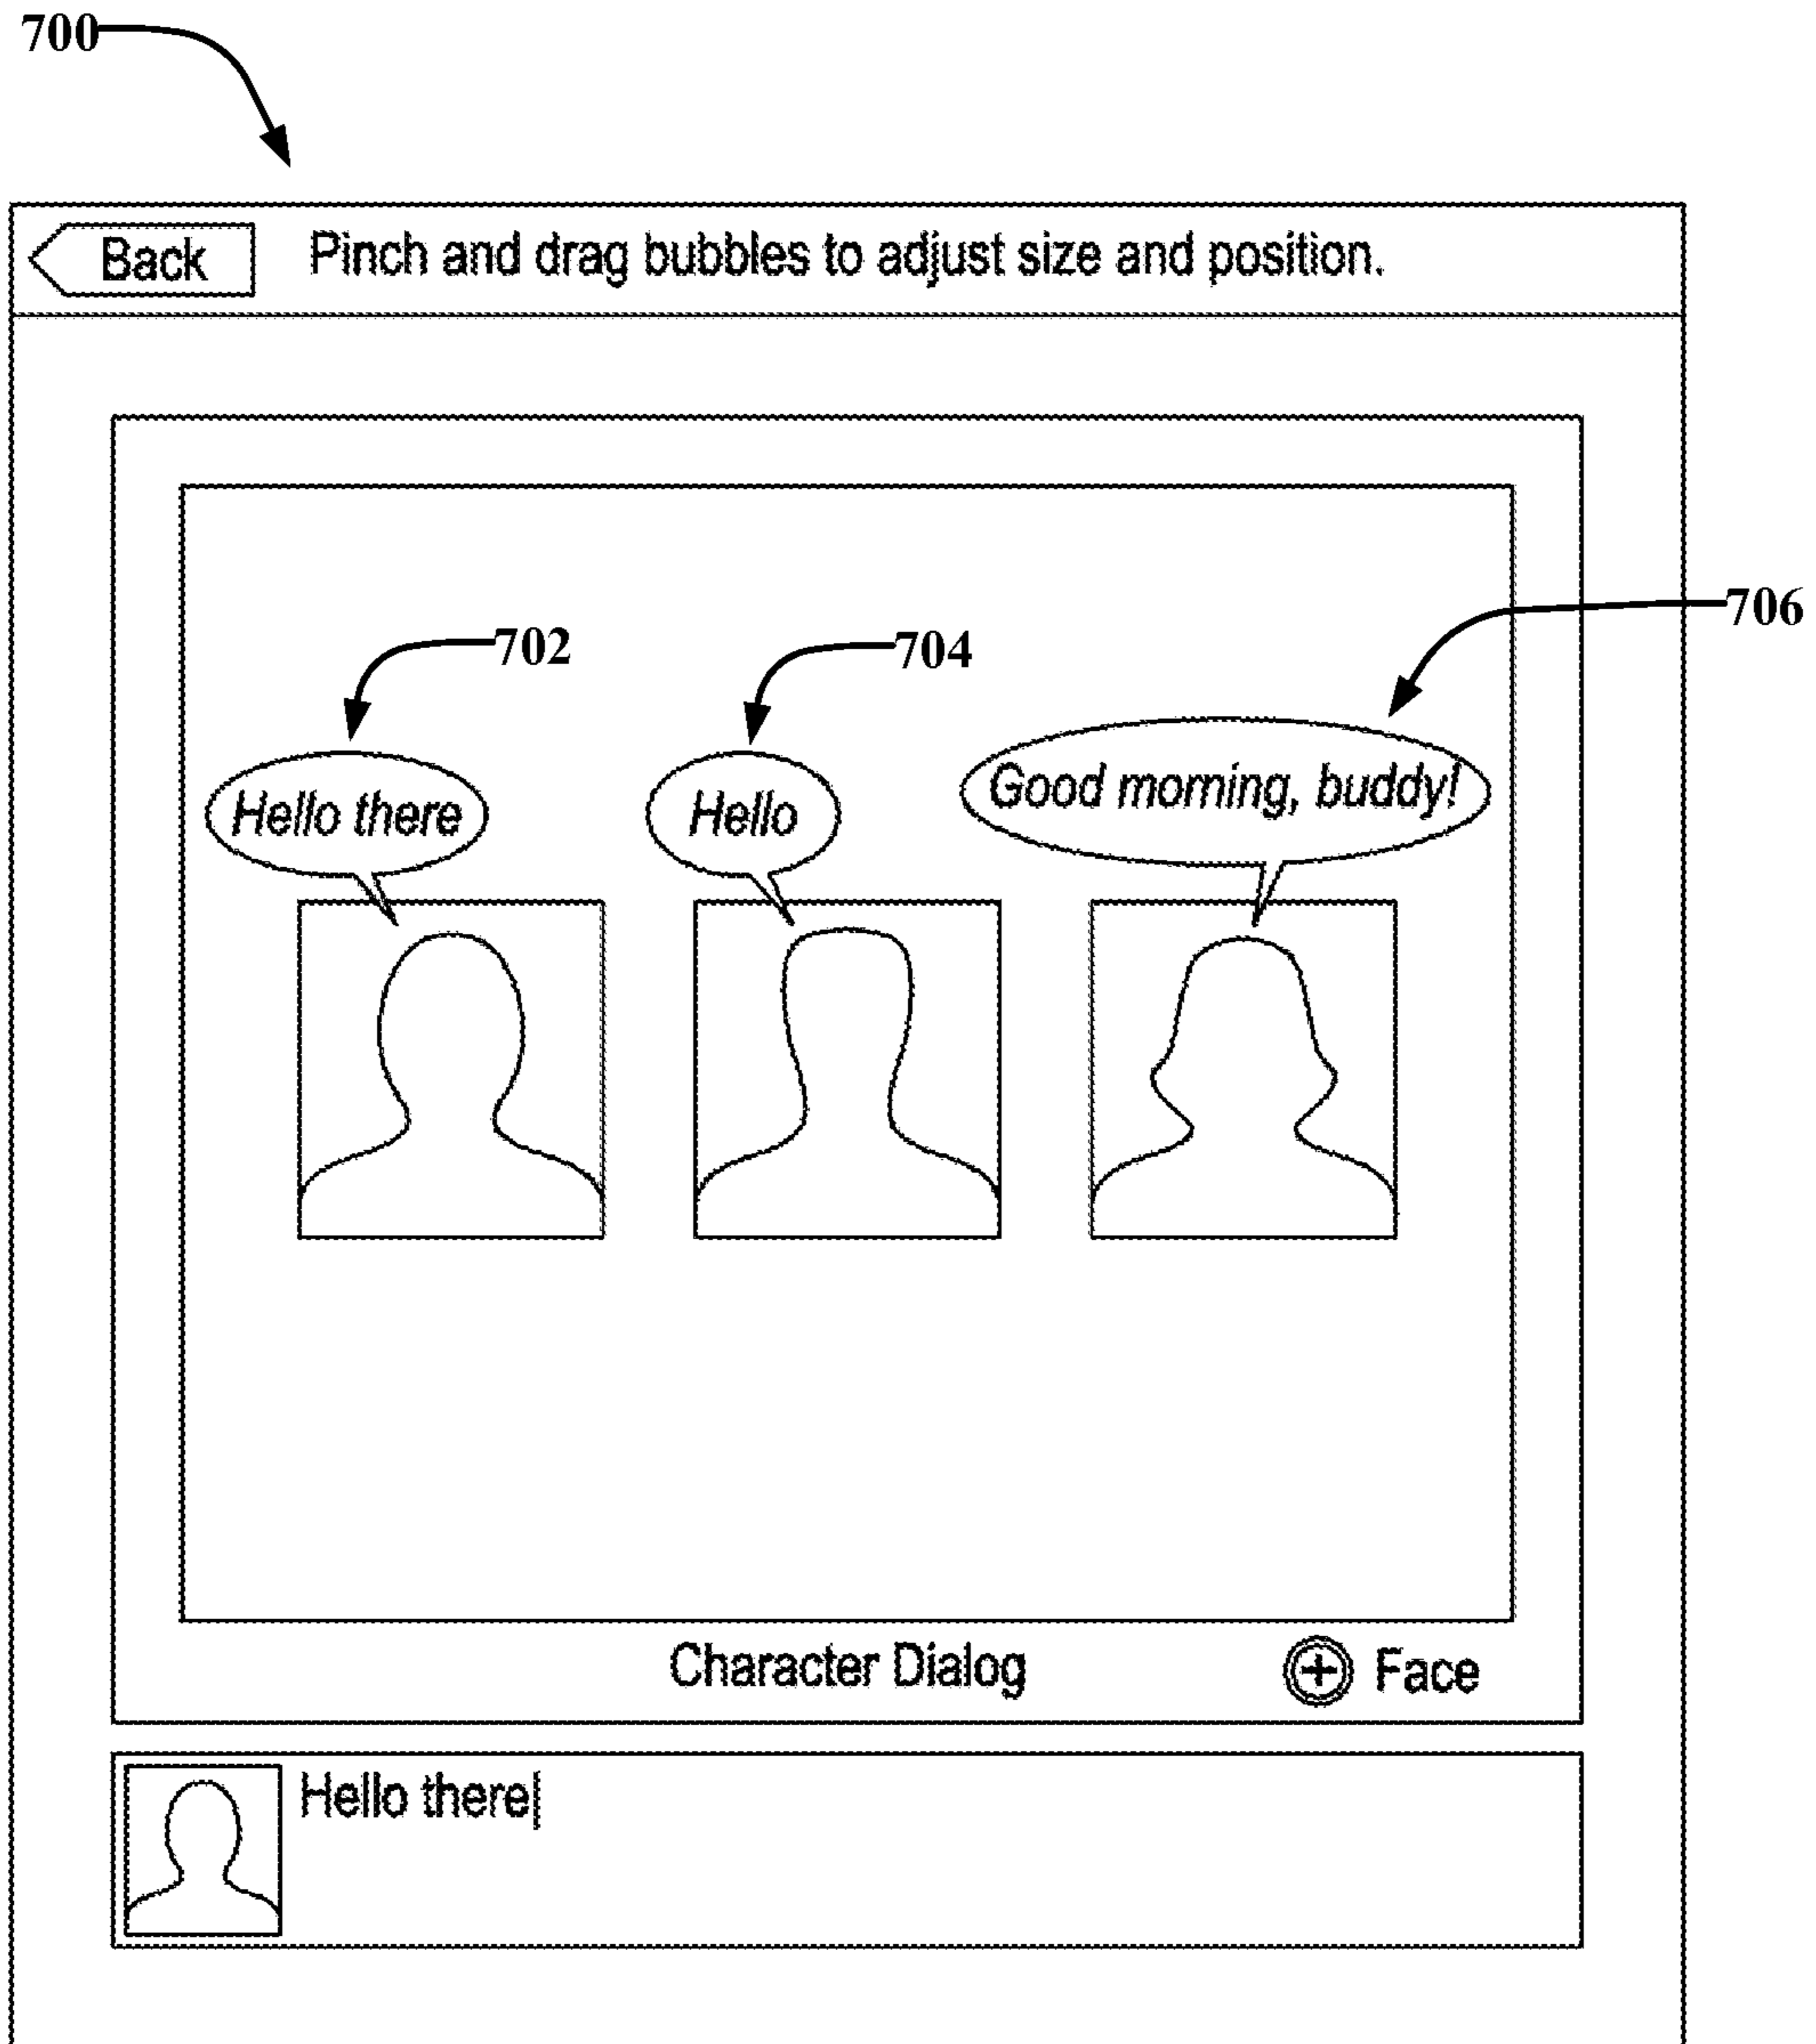 700
Back
Pinch and drag bubbles to adjust size and position.
706
702
704
Hello there
Hello
Good morning, buddy!
Character Dialog
Face
Hello there